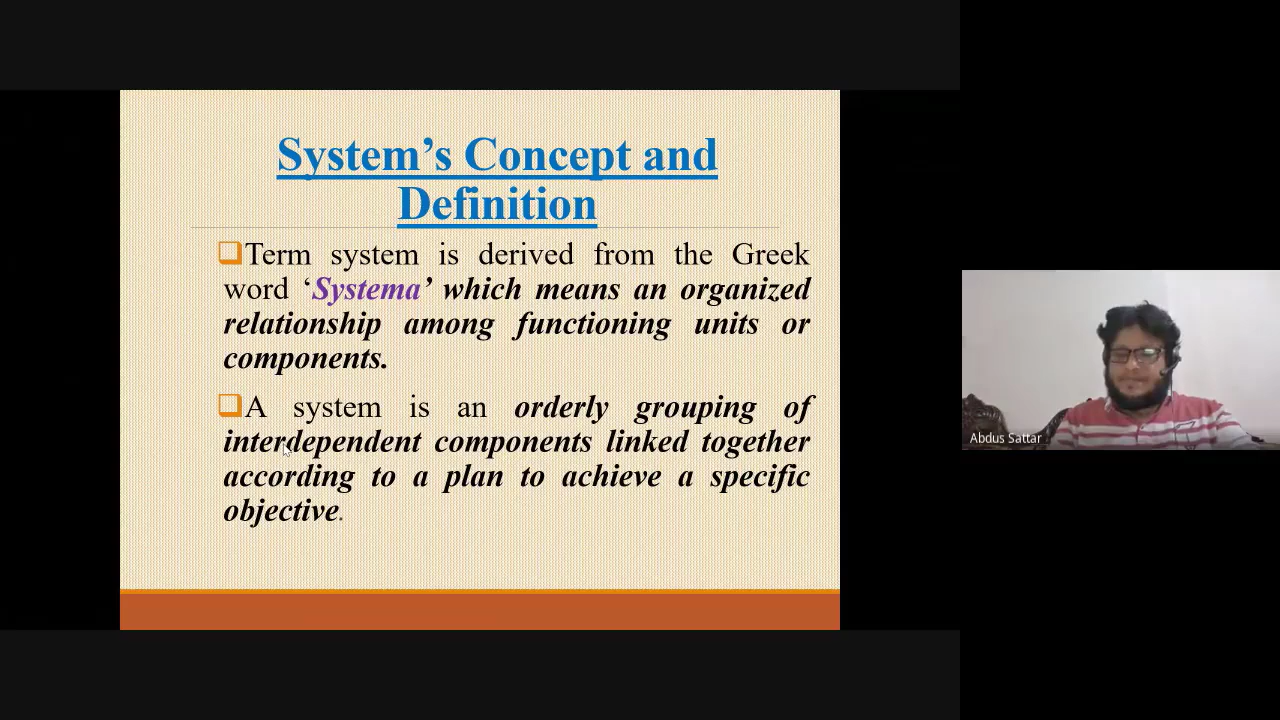 System’s Concept and
Definition
Term system is derived from the Greek
word ‘Systema’ which means an organized
relationship among functioning units or
components.
A system is an orderly grouping of
interdependent components linked together
according to a plan to achieve a specific
objective.
Abdus Sattar